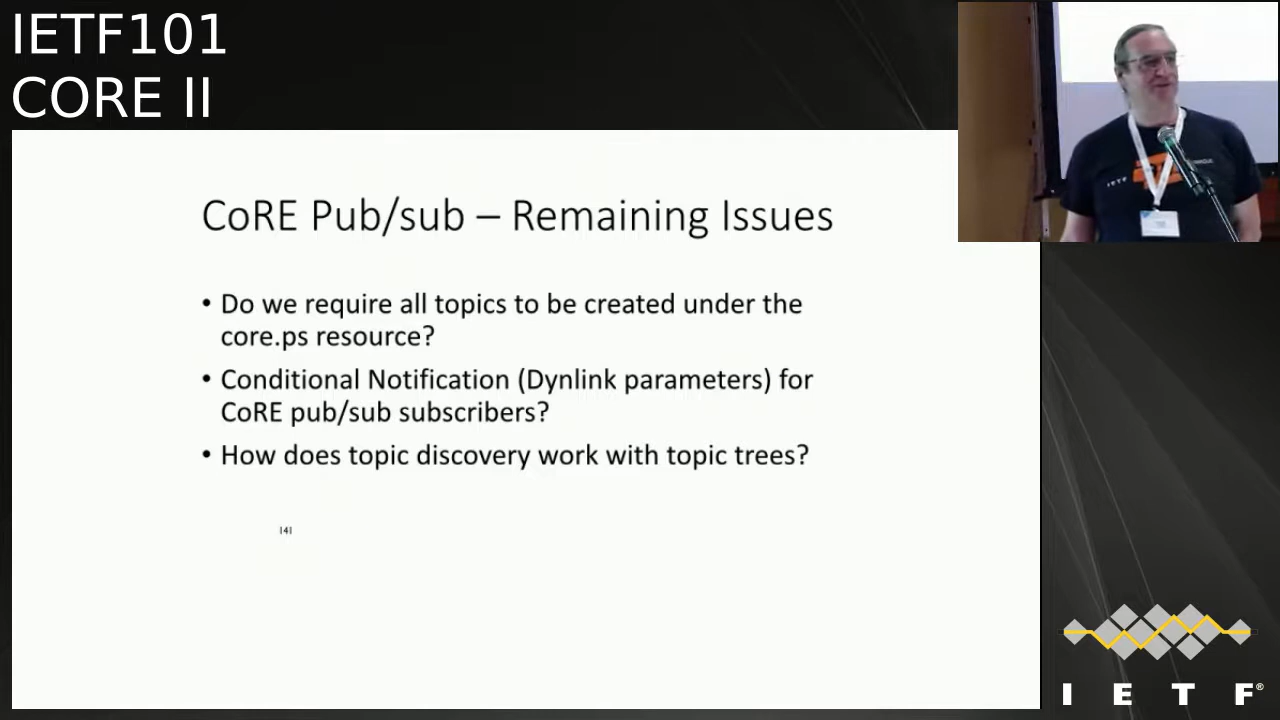 IETF101
CORE II
CoRE Pub/sub – Remaining Issues
• Do we require all topics to be created under the
core.ps resource?
• Conditional Notification (Dynlink parameters) for
CoRE pub/sub subscribers?
• How does topic discovery work with topic trees?
141
I E T F®
I E T F